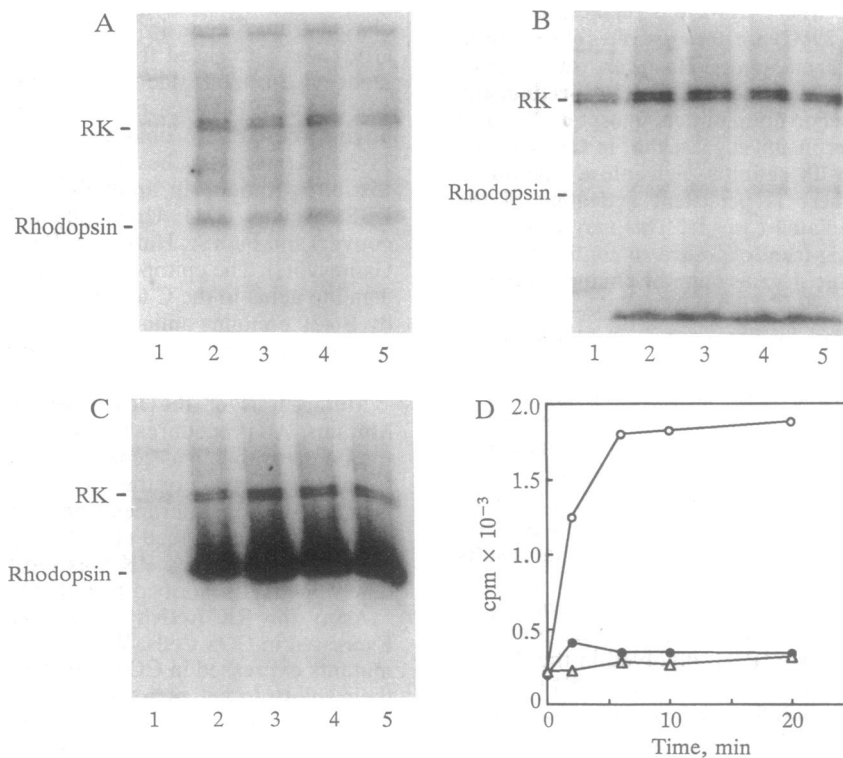 A
RK
Rhodopsin
1 2 3 4 5
B
RK
Rhodopsin
1 2 3 4 5
C
RK
Rhodopsin
1 2 3 4 5
D
2.0
1.5
1.0
0.5
0
cpm × 10⁻³
0 10 20
Time, min